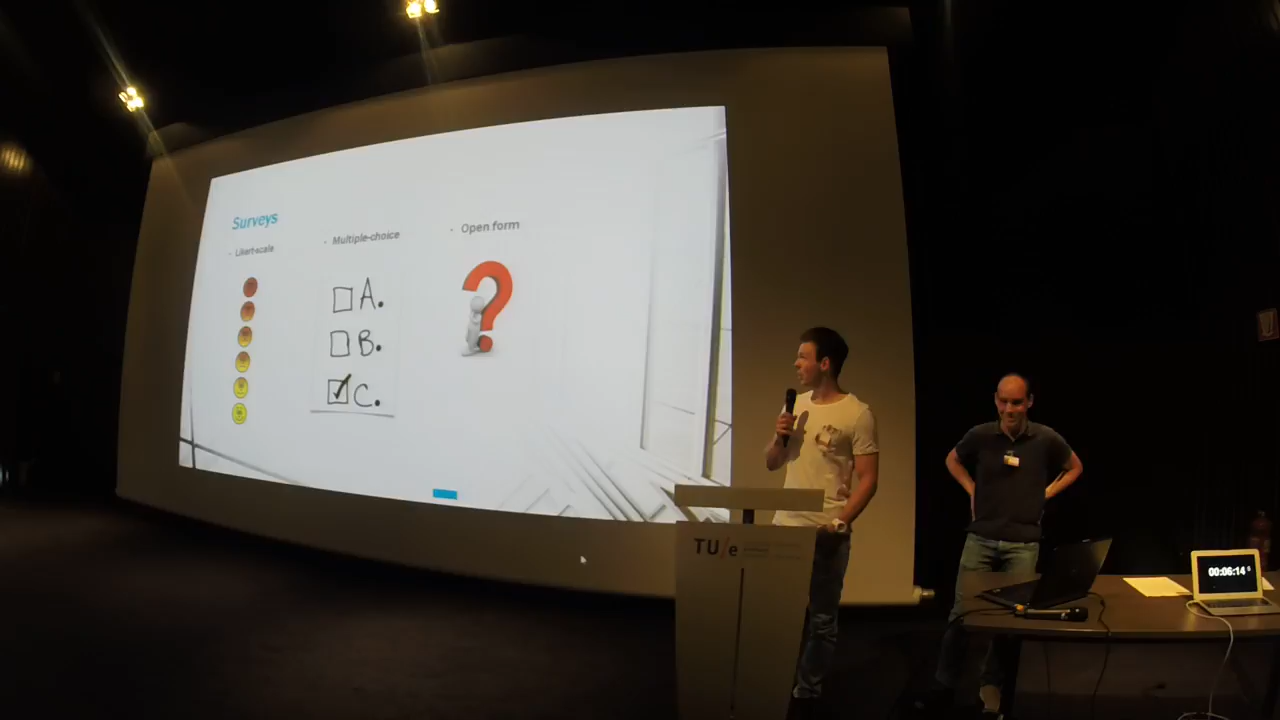 Surveys
- Likert-scale
- Multiple-choice
- Open form
A.
B.
C.
TU/e
00:06:14